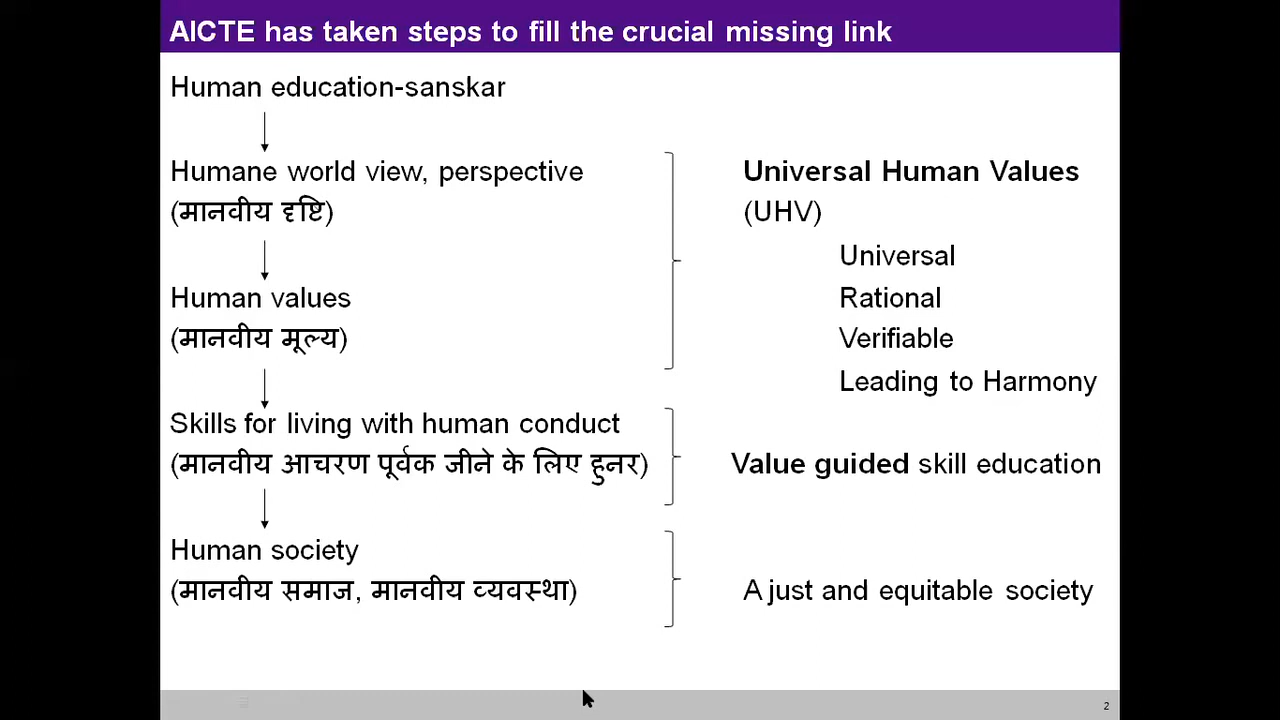 AICTE has taken steps to fill the crucial missing link
Human education-sanskar
Humane world view, perspective
(मानवीय दृष्टि)
Human values
(मानवीय मूल्य)
Skills for living with human conduct
(मानवीय आचरण पूर्वक जीने के लिए हुनर)
Human society
(मानवीय समाज, मानवीय व्यवस्था)
Universal Human Values
(UHV)
Universal
Rational
Verifiable
Leading to Harmony
Value guided skill education
A just and equitable society
2